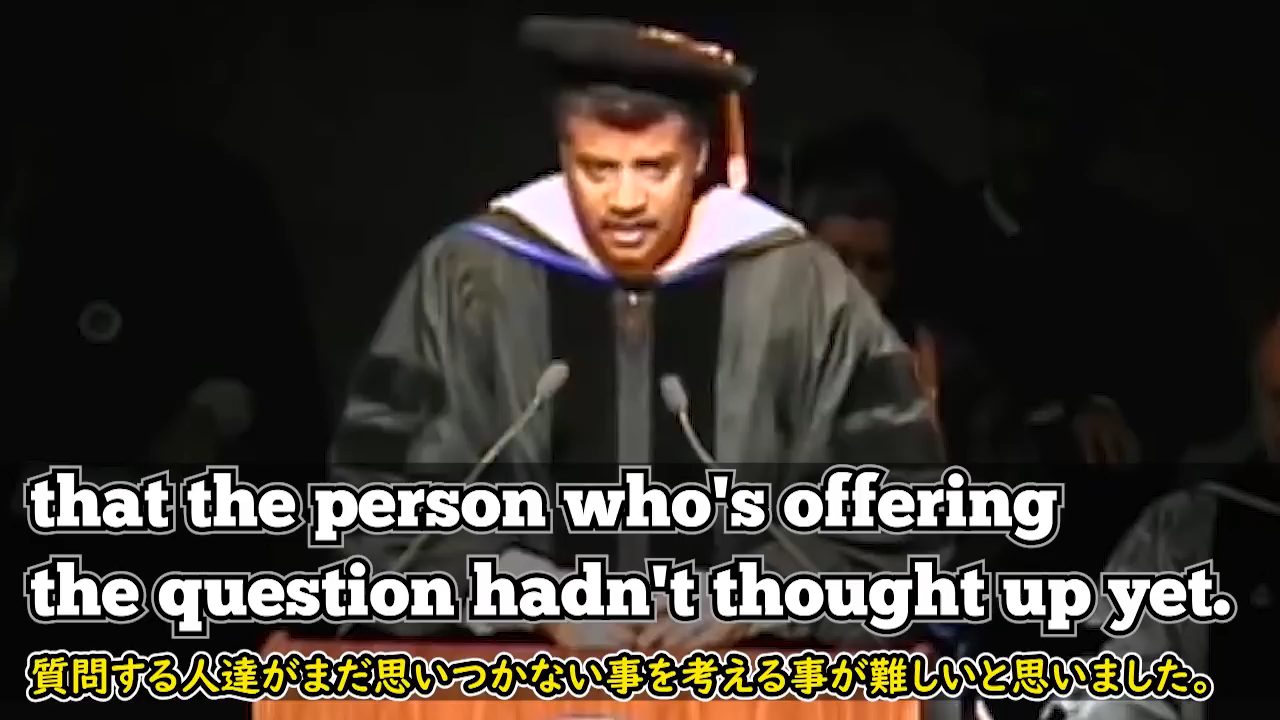 that the person who's offering
the question hadn't thought up yet.
質問する人達がまだ思いつかない事を考える事が難しいと思いました。